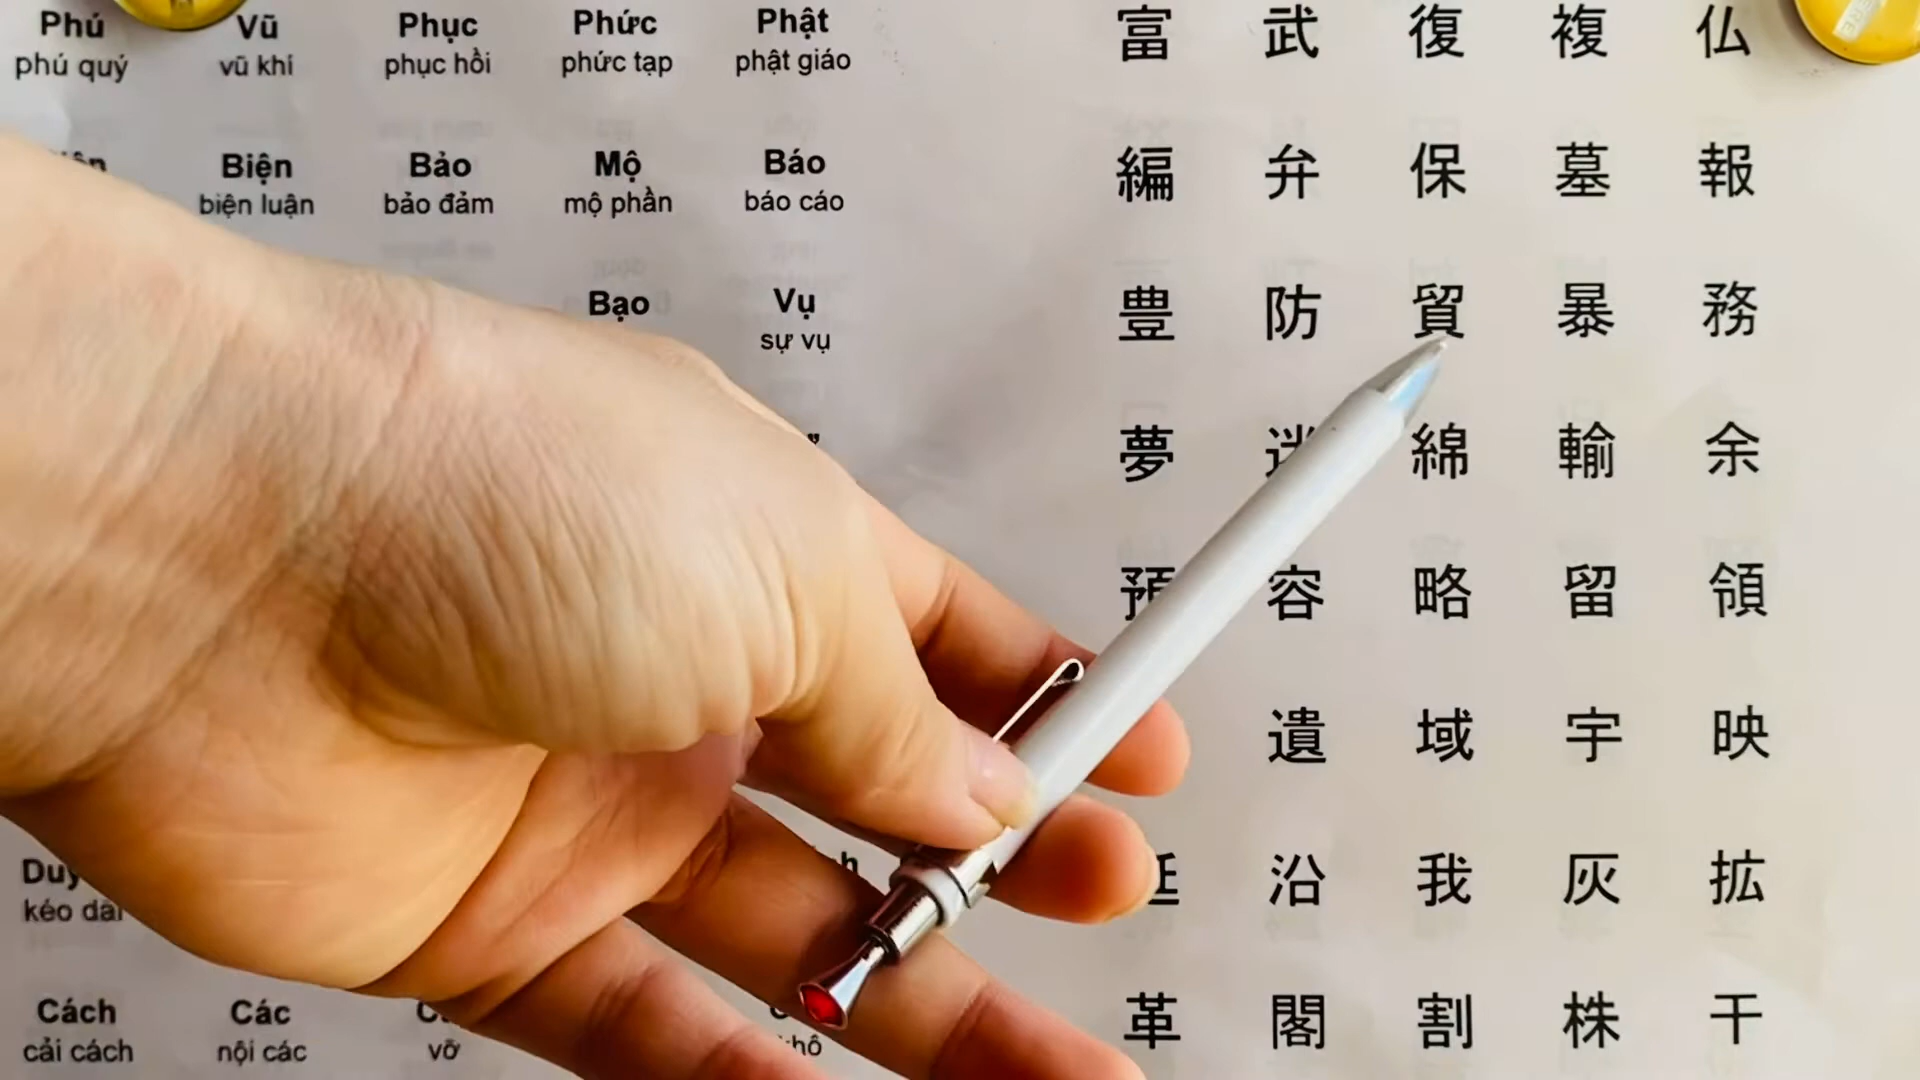 Phú Vũ Phục Phức Phật
phú quý vũ khí phục hồi phức tạp phật giáo
Biện Bảo Mộ Báo
biện luận bảo đảm mộ phần báo cáo
Bạo Vụ
sự vụ
kéo dài
Cách Các
cải cách nội các vỡ
富 武 復 複 仏
編 弁 保 墓 報
豊 防 貿 暴 務
夢 迷 綿 輸 余
預 容 略 留 領
遺 域 宇 映
延 沿 我 灰 拡
革 閣 割 株 干